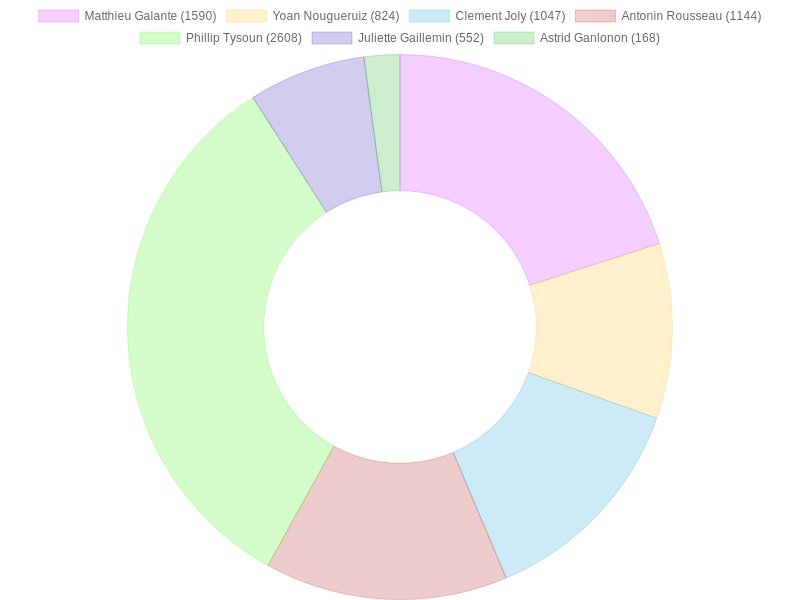 Matthieu Galante (1590) Yoan Nougueruiz (824) Clement Joly (1047) Antonin Rousseau (1144)
Phillip Tysoun (2608) Juliette Gaillemin (552) Astrid Ganlonon (168)